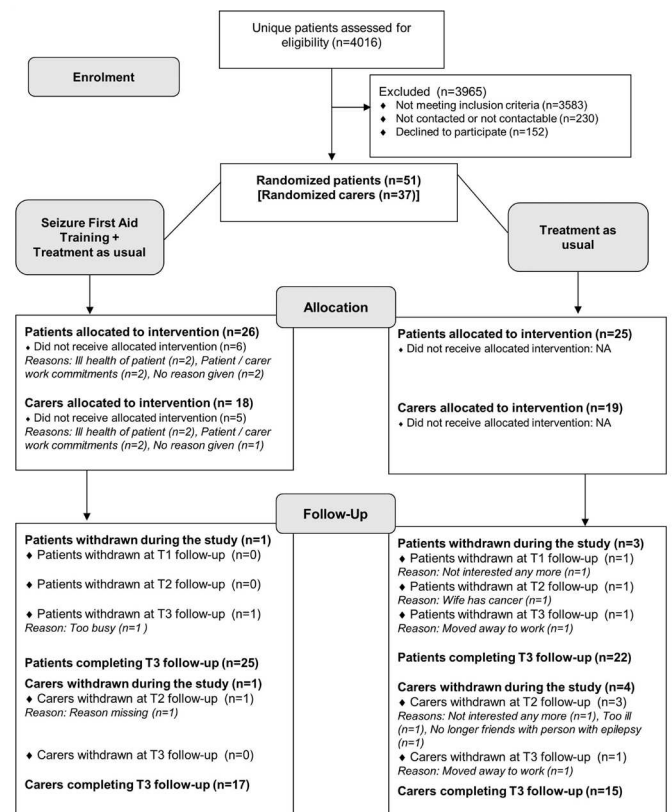 Unique patients assessed for
eligibility (n=4016)
Enrolment
Excluded (n=3965)
♦ Not meeting inclusion criteria (n=3583)
♦ Not contacted or not contactable (n=230)
♦ Declined to participate (n=152)
Randomized patients (n=51)
[Randomized carers (n=37)]
Seizure First Aid
Training +
Treatment as usual
Treatment as
usual
Allocation
Patients allocated to intervention (n=26)
♦ Did not receive allocated intervention (n=6)
Reasons: Ill health of patient (n=2), Patient / carer
work commitments (n=2), No reason given (n=2)
Carers allocated to intervention (n= 18)
♦ Did not receive allocated intervention (n=5)
Reasons: Ill health of patient (n=2), Patient / carer
work commitments (n=2), No reason given (n=1)
Patients allocated to intervention (n=25)
♦ Did not receive allocated intervention: NA
Carers allocated to intervention (n=19)
♦ Did not receive allocated intervention: NA
Follow-Up
Patients withdrawn during the study (n=1)
♦ Patients withdrawn at T1 follow-up (n=0)
♦ Patients withdrawn at T2 follow-up (n=0)
♦ Patients withdrawn at T3 follow-up (n=1)
Reason: Too busy (n=1 )
Patients completing T3 follow-up (n=25)
Carers withdrawn during the study (n=1)
♦ Carers withdrawn at T2 follow-up (n=1)
Reason: Reason missing (n=1)
♦ Carers withdrawn at T3 follow-up (n=0)
Carers completing T3 follow-up (n=17)
Patients withdrawn during the study (n=3)
♦ Patients withdrawn at T1 follow-up (n=1)
Reason: Not interested any more (n=1)
♦ Patients withdrawn at T2 follow-up (n=1)
Reason: Wife has cancer (n=1)
♦ Patients withdrawn at T3 follow-up (n=1)
Reason: Moved away to work (n=1)
Patients completing T3 follow-up (n=22)
Carers withdrawn during the study (n=4)
♦ Carers withdrawn at T2 follow-up (n=3)
Reasons: Not interested any more (n=1), Too ill
(n=1), No longer friends with person with epilepsy
(n=1)
♦ Carers withdrawn at T3 follow-up (n=1)
Reason: Moved away to work (n=1)
Carers completing T3 follow-up (n=15)